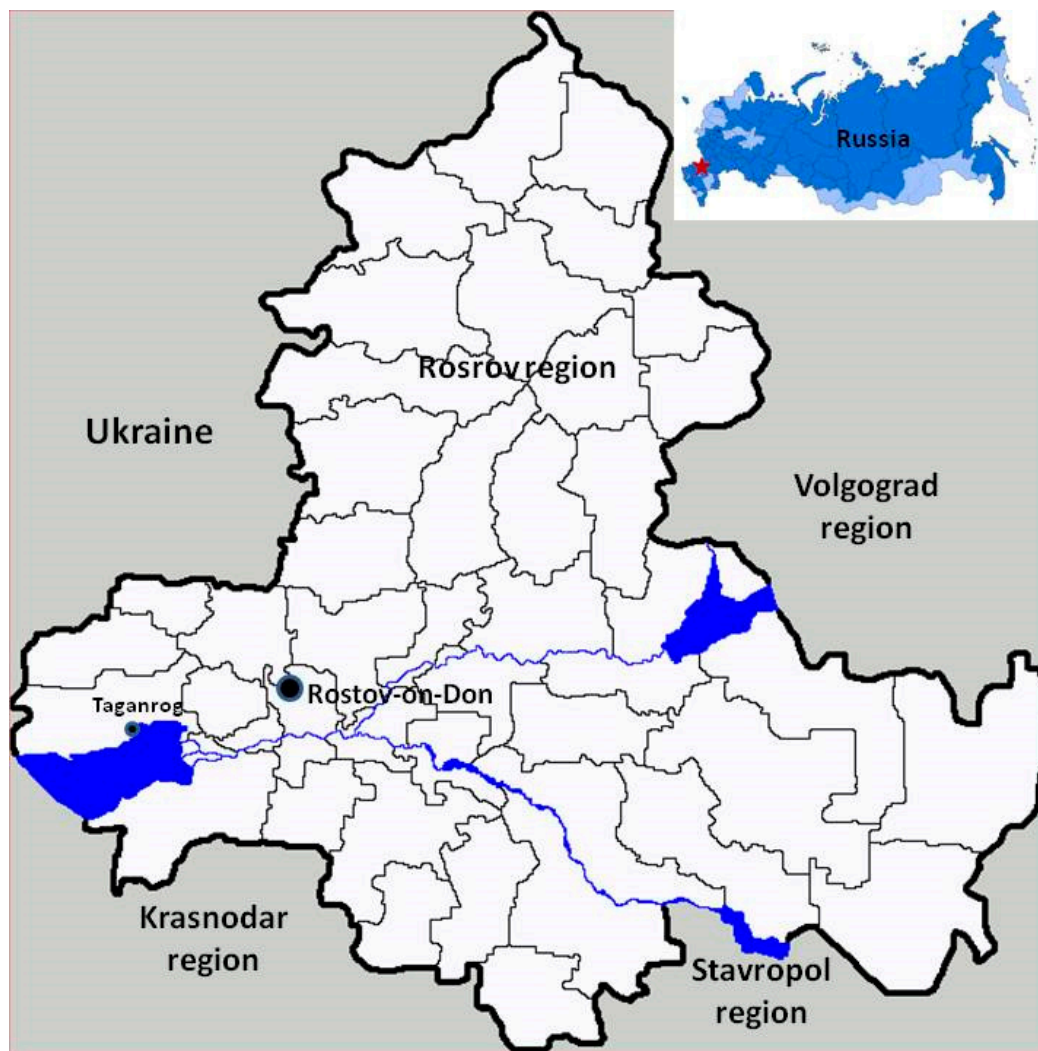 Russia
Rosrov region
Ukraine
Volgograd
region
Rostov-on-Don
Taganrog
Krasnodar
region
Stavropol
region